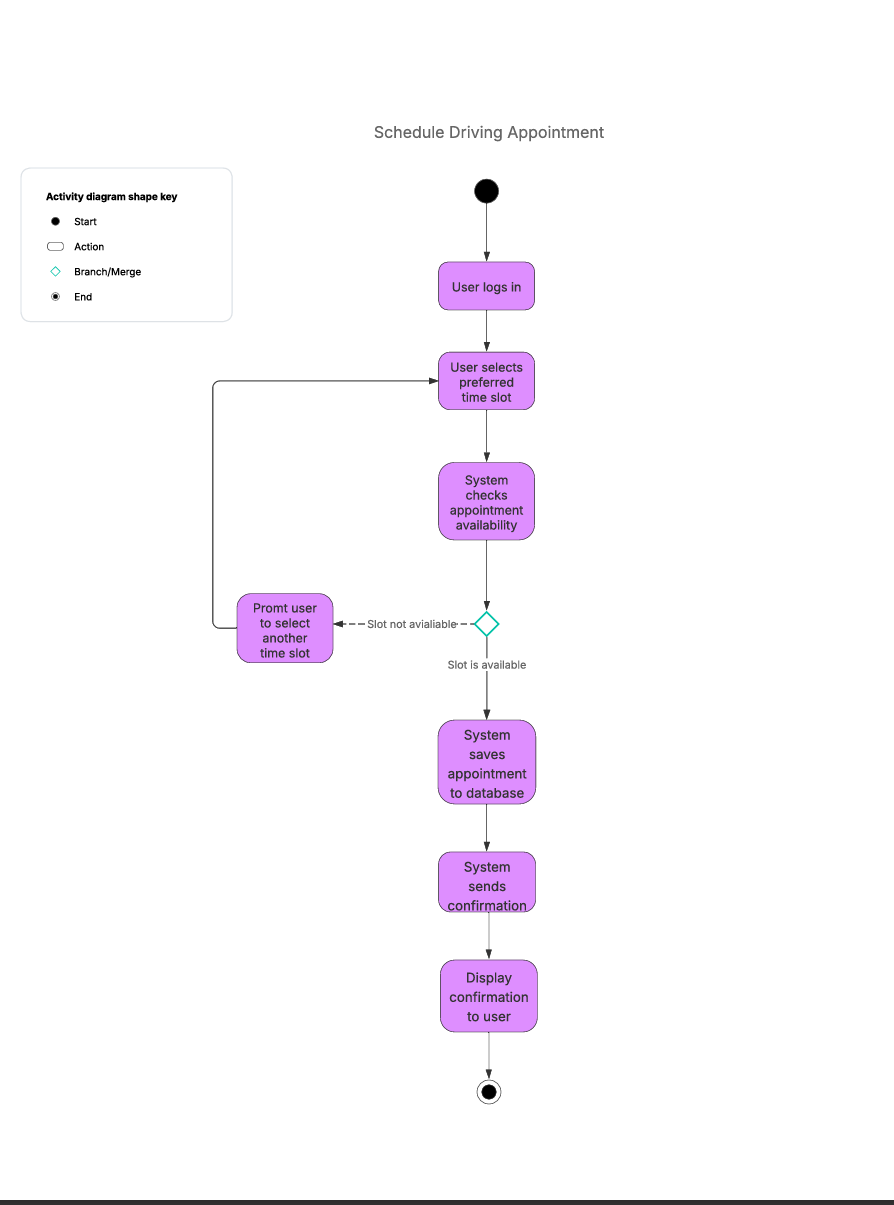 Schedule Driving Appointment
Activity diagram shape key
Start
Action
Branch/Merge
End
User logs in
User selects
preferred
time slot
System
checks
appointment
availability
Promt user
to select
another
time slot
Slot not avialiable
Slot is available
System
saves
appointment
to database
System
sends
confirmation
Display
confirmation
to user